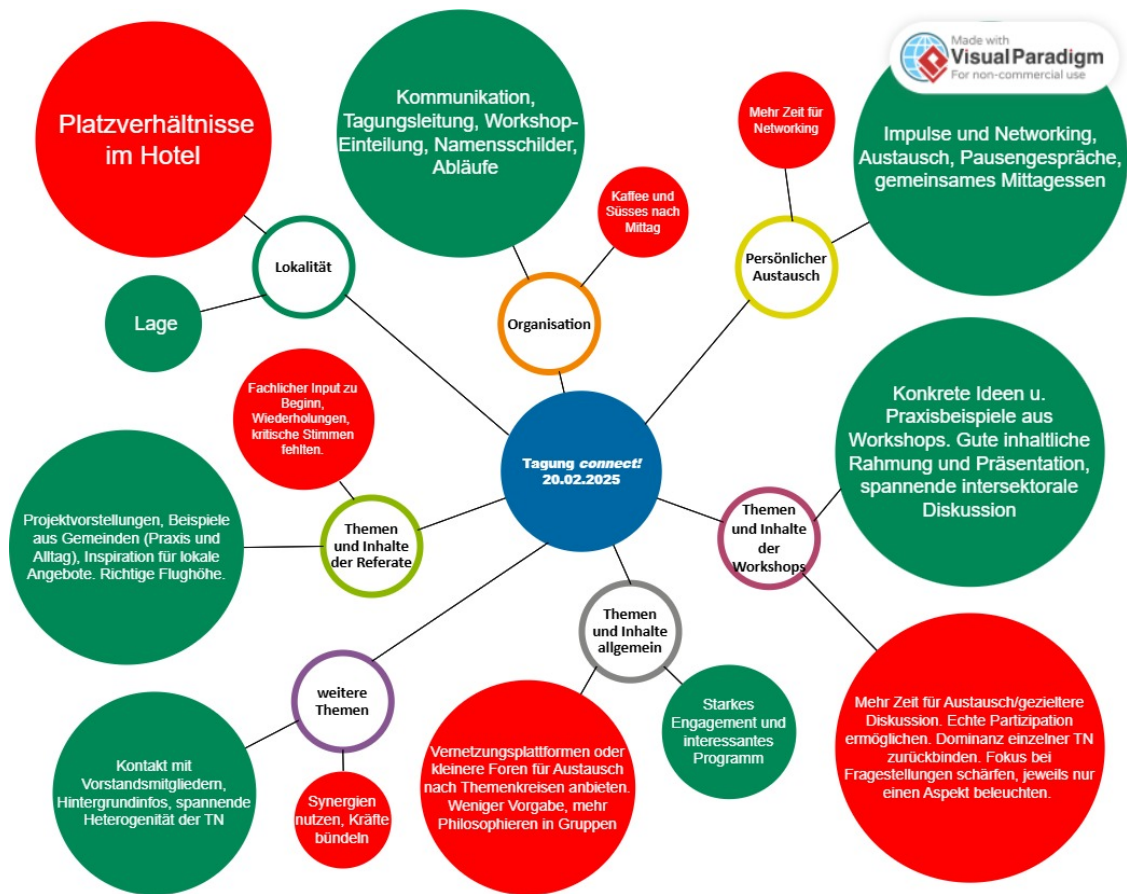 Made with
Visual Paradigm
For non-commercial use
Platzverhältnisse
im Hotel
Kommunikation,
Tagungsleitung, Workshop-
Einteilung, Namensschilder,
Abläufe
Mehr Zeit für
Networking
Impulse und Networking,
Austausch, Pausengespräche,
gemeinsames Mittagessen
Kaffee und
Süsses nach
Mittag
Lokalität
Persönlicher
Austausch
Lage
Organisation
Fachlicher Input zu
Beginn,
Wiederholungen,
kritische Stimmen
fehlten.
Konkrete Ideen u.
Praxisbeispiele aus
Workshops. Gute inhaltliche
Rahmung und Präsentation,
spannende intersektorale
Diskussion
Tagung connect!
20.02.2025
Projektvorstellungen, Beispiele
aus Gemeinden (Praxis und
Alltag), Inspiration für lokale
Angebote. Richtige Flughöhe.
Themen
und Inhalte
der Referate
Themen
und Inhalte
der
Workshops
Themen
und Inhalte
allgemein
weitere
Themen
Starkes
Engagement und
interessantes
Programm
Mehr Zeit für Austausch/gezieltere
Diskussion. Echte Partizipation
ermöglichen. Dominanz einzelner TN
zurückbinden. Fokus bei
Fragestellungen schärfen, jeweils nur
einen Aspekt beleuchten.
Kontakt mit
Vorstandsmitgliedern,
Hintergrundinfos, spannende
Heterogenität der TN
Synergien
nutzen, Kräfte
bündeln
Vernetzungsplattformen oder
kleinere Foren für Austausch
nach Themenkreisen anbieten.
Weniger Vorgabe, mehr
Philosophieren in Gruppen